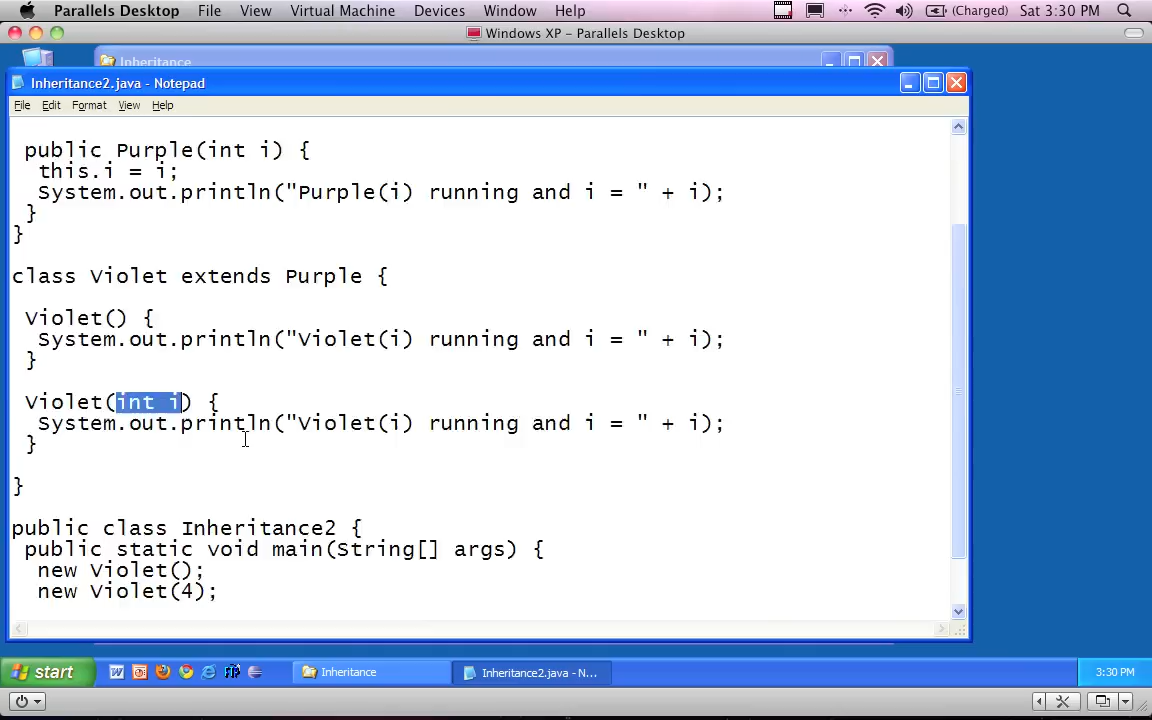 Parallels Desktop File View Virtual Machine Devices Window Help (Charged) Sat 3:30 PM
Windows XP – Parallels Desktop
Inheritance
Inheritance2.java - Notepad
File Edit Format View Help
public Purple(int i) {
this.i = i;
System.out.println("Purple(i) running and i = " + i);
}
}
class Violet extends Purple {
Violet() {
System.out.println("Violet(i) running and i = " + i);
}
Violet(int i) {
System.out.println("Violet(i) running and i = " + i);
}
}
public class Inheritance2 {
public static void main(String[] args) {
new Violet();
new Violet(4);
start Inheritance Inheritance2.java - N... 3:30 PM